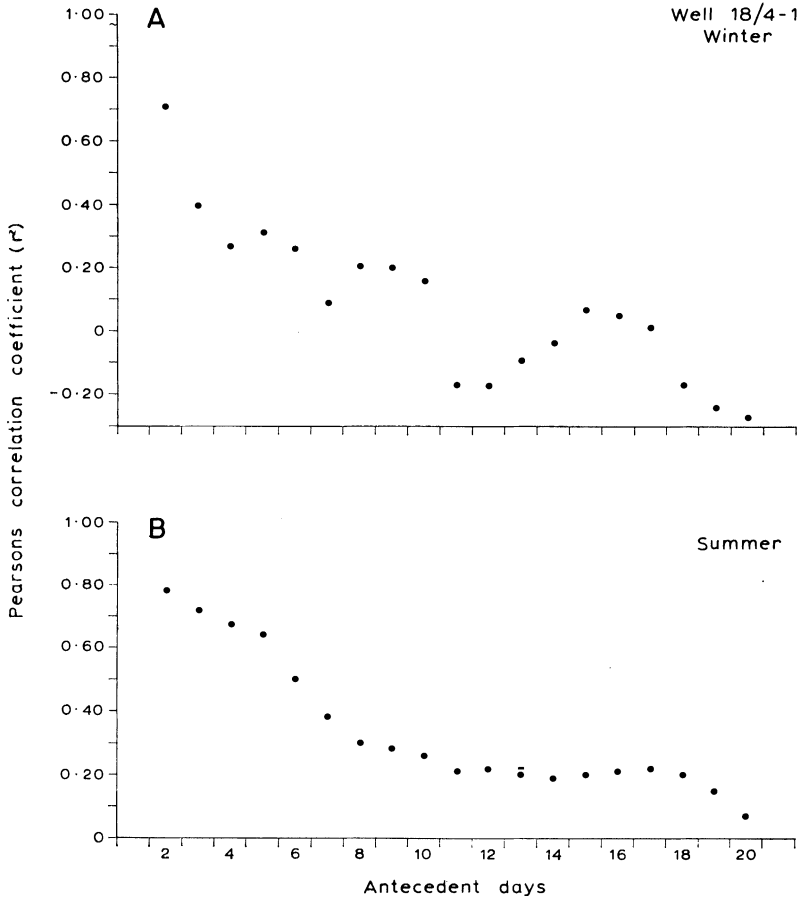 A
Well 18/4-1
Winter
1·00
0·80
0·60
0·40
0·20
0
-0·20
Pearsons correlation coefficient (r²)
B
Summer
1·00
0·80
0·60
0·40
0·20
0
2 4 6 8 10 12 14 16 18 20
Antecedent days